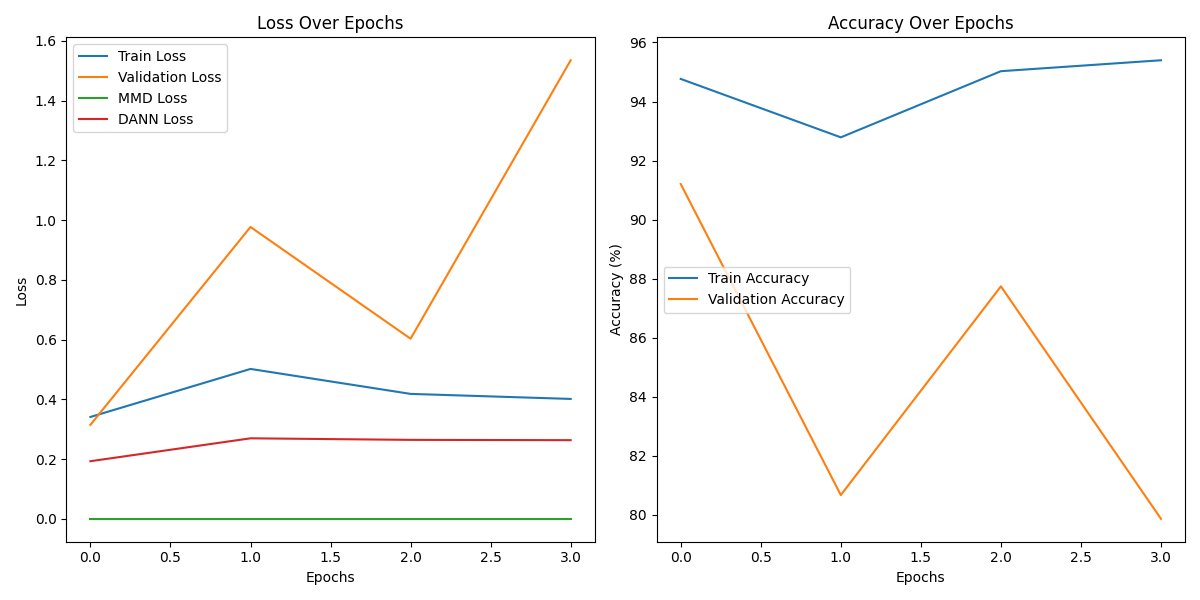 Loss Over Epochs
Train Loss
Validation Loss
MMD Loss
DANN Loss
1.6
1.4
1.2
1.0
0.8
0.6
0.4
0.2
0.0
Loss
0.0
0.5
1.0
1.5
2.0
2.5
3.0
Epochs
Accuracy Over Epochs
Train Accuracy
Validation Accuracy
96
94
92
90
88
86
84
82
80
Accuracy (%)
0.0
0.5
1.0
1.5
2.0
2.5
3.0
Epochs